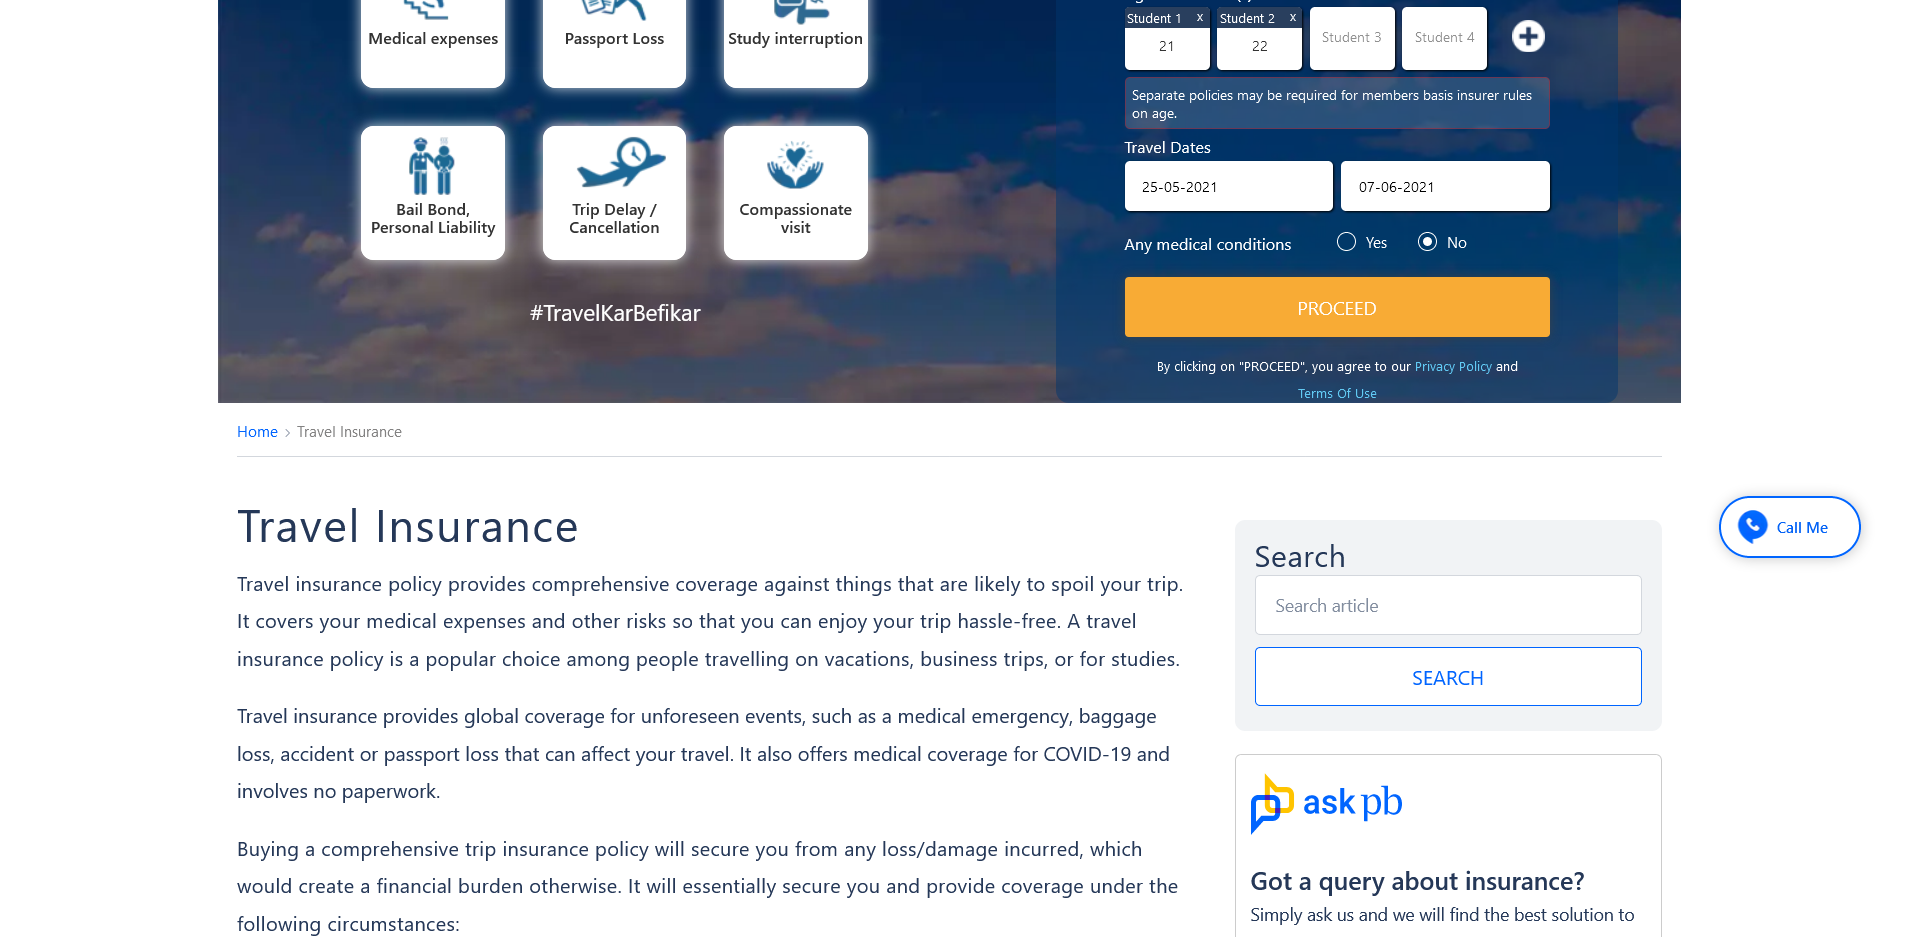 Medical expenses
Passport Loss
Study interruption
Bail Bond,
Personal Liability
Trip Delay /
Cancellation
Compassionate
visit
#TravelKarBefikar
Student 1 x
21
Student 2 x
22
Student 3
Student 4
Separate policies may be required for members basis insurer rules
on age.
Travel Dates
25-05-2021
07-06-2021
Any medical conditions
Yes
No
PROCEED
By clicking on "PROCEED", you agree to our Privacy Policy and
Terms Of Use
Home > Travel Insurance
Travel Insurance
Travel insurance policy provides comprehensive coverage against things that are likely to spoil your trip.
It covers your medical expenses and other risks so that you can enjoy your trip hassle-free. A travel
insurance policy is a popular choice among people travelling on vacations, business trips, or for studies.
Travel insurance provides global coverage for unforeseen events, such as a medical emergency, baggage
loss, accident or passport loss that can affect your travel. It also offers medical coverage for COVID-19 and
involves no paperwork.
Buying a comprehensive trip insurance policy will secure you from any loss/damage incurred, which
would create a financial burden otherwise. It will essentially secure you and provide coverage under the
following circumstances:
Search
Search article
SEARCH
ask pb
Got a query about insurance?
Simply ask us and we will find the best solution to
Call Me